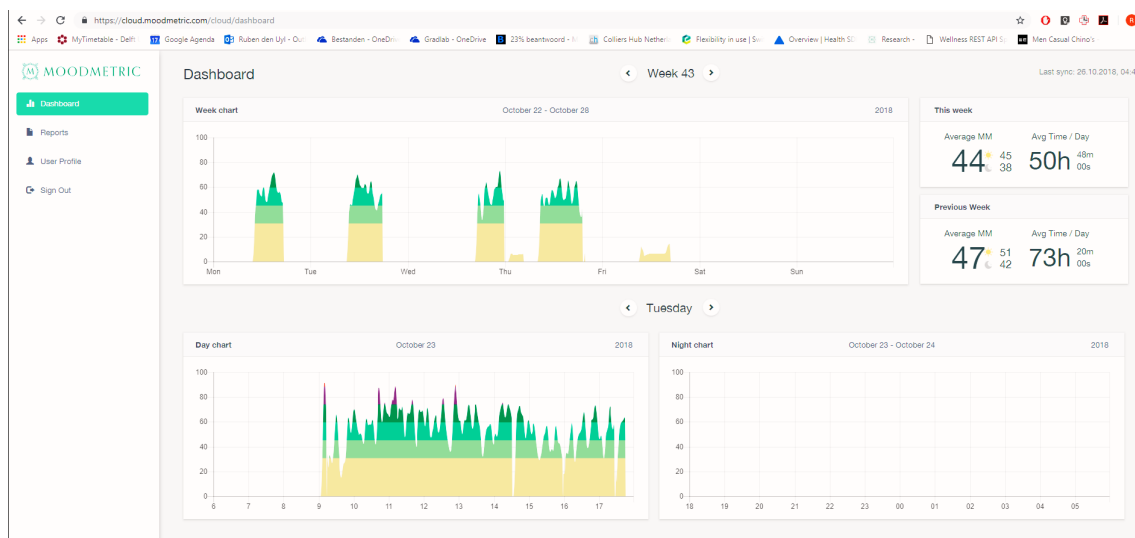 https://cloud.moodmetric.com/cloud/dashboard
Apps MyTimetable - Delft Google Agenda Ruben den Uyl - Out Bestanden - OneDriv Gradlab - OneDrive 23% beantwoord - Colliers Hub Netherl Flexibility in use | Overview | Health SC Research - Wellness REST API S Men Casual Chino's
MOODMETRIC
Dashboard
Reports
User Profile
Sign Out
Dashboard
Week 43
Last sync: 26.10.2018, 04:4
Week chart October 22 - October 28 2018
100
80
60
40
20
0
Mon Tue Wed Thu Fri Sat Sun
This week
Average MM Avg Time / Day
44 45 38 50h 48m 00s
Previous Week
Average MM Avg Time / Day
47 51 42 73h 20m 00s
Tuesday
Day chart October 23 2018
100
80
60
40
20
0
6 7 8 9 10 11 12 13 14 15 16 17
Night chart October 23 - October 24 2018
100
80
60
40
20
0
18 19 20 21 22 23 00 01 02 03 04 05